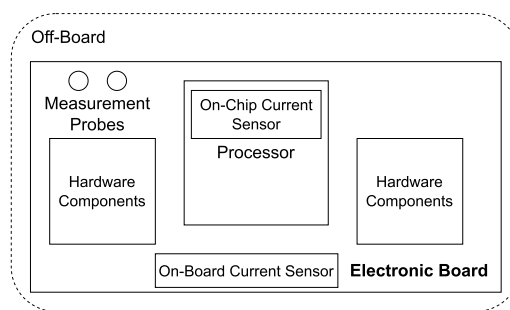 Off-Board
Measurement
Probes
On-Chip Current
Sensor
Processor
Hardware
Components
Hardware
Components
On-Board Current Sensor
Electronic Board